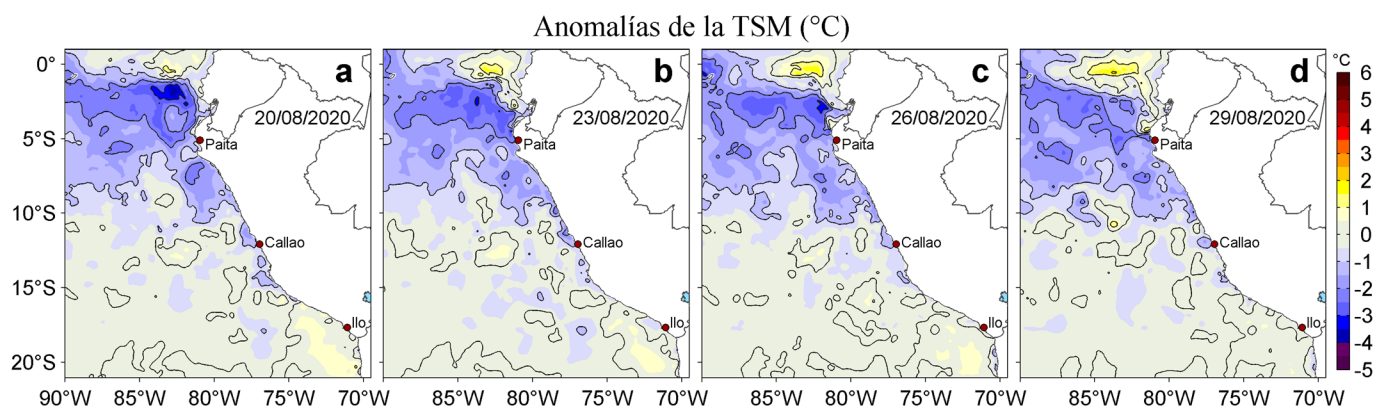 Anomalías de la TSM (°C)
a
20/08/2020
Paita
Callao
Ilo
b
23/08/2020
Paita
Callao
Ilo
c
26/08/2020
Paita
Callao
Ilo
d
29/08/2020
Paita
Callao
Ilo
0°
5°S
10°S
15°S
20°S
90°W 85°W 80°W 75°W 70°W 85°W 80°W 75°W 70°W 85°W 80°W 75°W 70°W 85°W 80°W 75°W 70°W
°C
6
5
4
3
2
1
0
-1
-2
-3
-4
-5